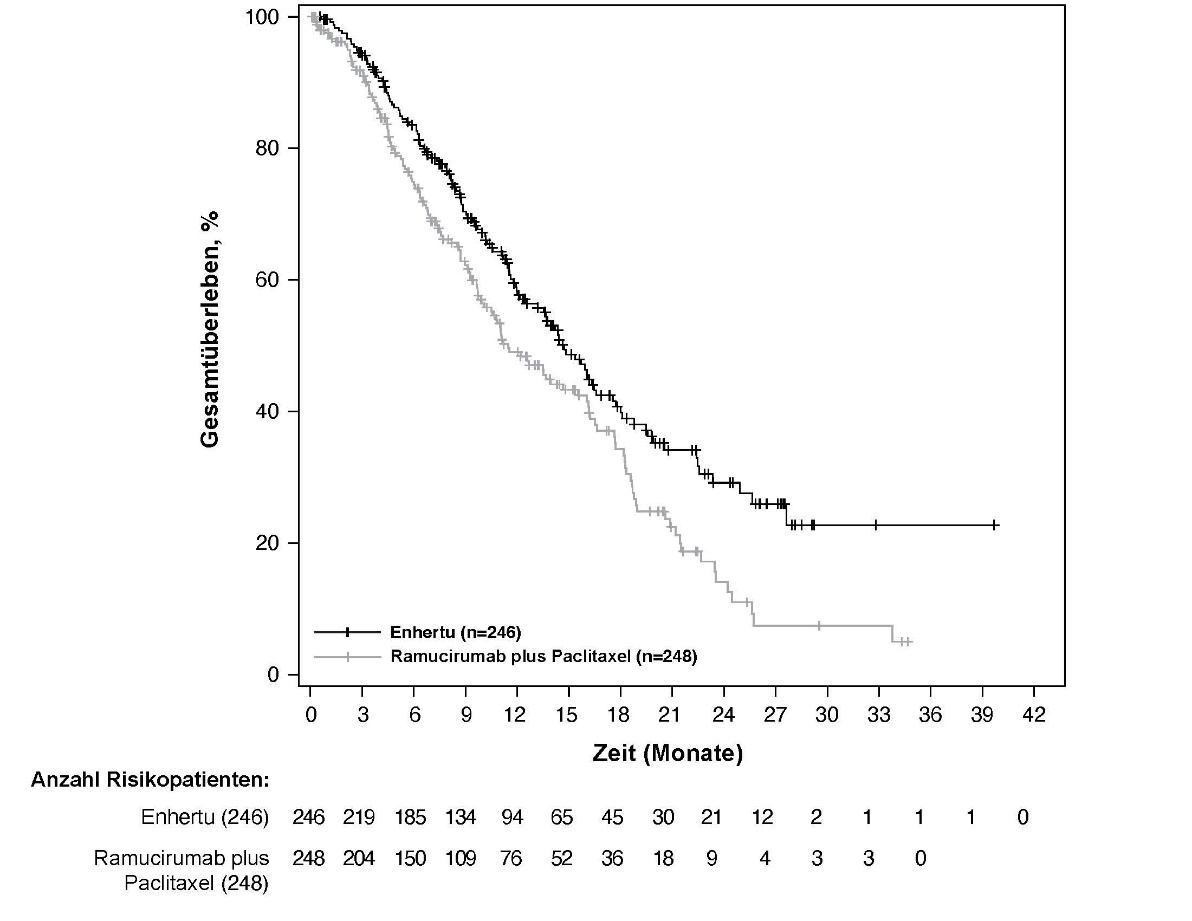 100
80
60
40
20
0
Gesamtüberleben, %
Enhertu (n=246)
Ramucirumab plus Paclitaxel (n=248)
0 3 6 9 12 15 18 21 24 27 30 33 36 39 42
Zeit (Monate)
Anzahl Risikopatienten:
Enhertu (246) 246 219 185 134 94 65 45 30 21 12 2 1 1 1 0
Ramucirumab plus 248 204 150 109 76 52 36 18 9 4 3 3 0
Paclitaxel (248)